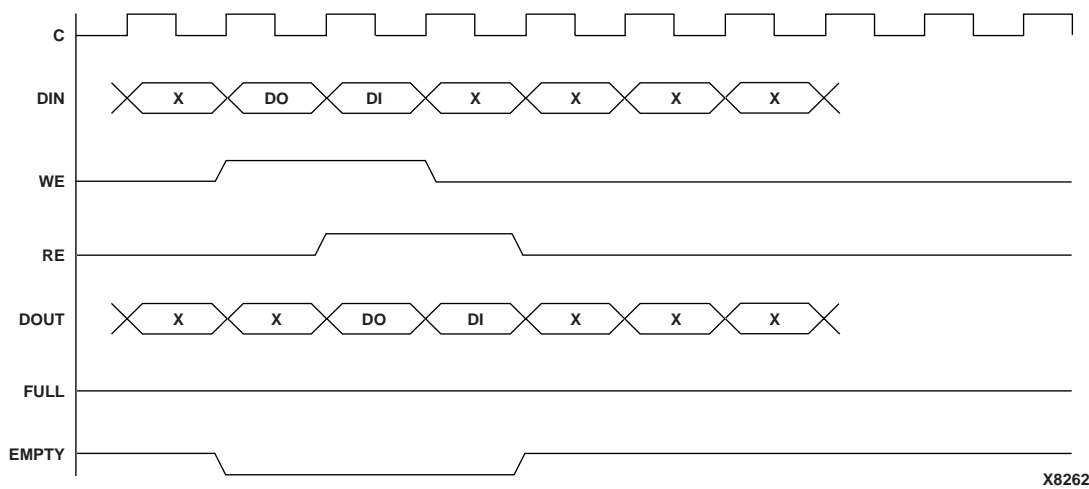 C
DIN X DO DI X X X X
WE
RE
DOUT X X DO DI X X X
FULL
EMPTY
X8262